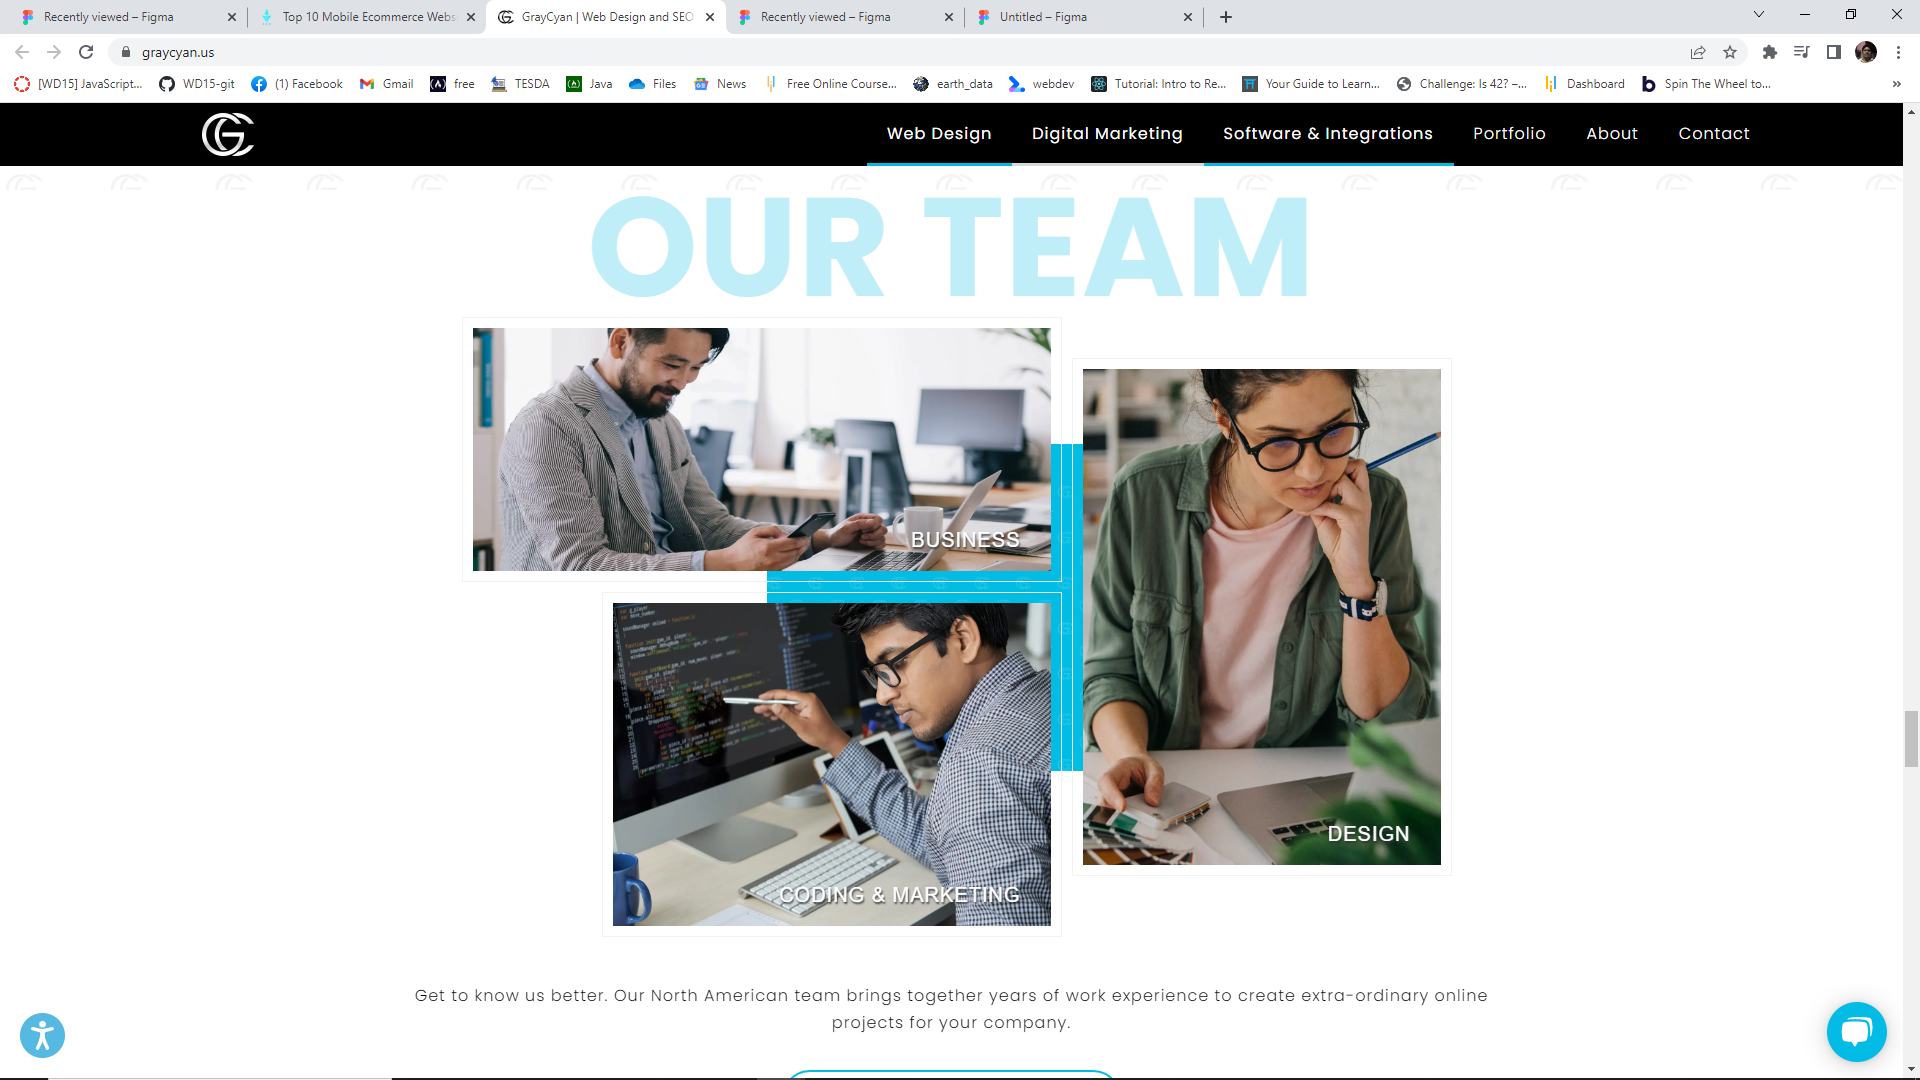 Recently viewed – Figma
Top 10 Mobile Ecommerce Webs
GrayCyan | Web Design and SEO
Recently viewed – Figma
Untitled – Figma
graycyan.us
[WD15] JavaScript...
WD15-git
(1) Facebook
Gmail
free
TESDA
Java
Files
News
Free Online Course...
earth_data
webdev
Tutorial: Intro to Re...
Your Guide to Learn...
Challenge: Is 42? –...
Dashboard
Spin The Wheel to...
Web Design
Digital Marketing
Software & Integrations
Portfolio
About
Contact
OUR TEAM
BUSINESS
DESIGN
CODING & MARKETING
Get to know us better. Our North American team brings together years of work experience to create extra-ordinary online
projects for your company.